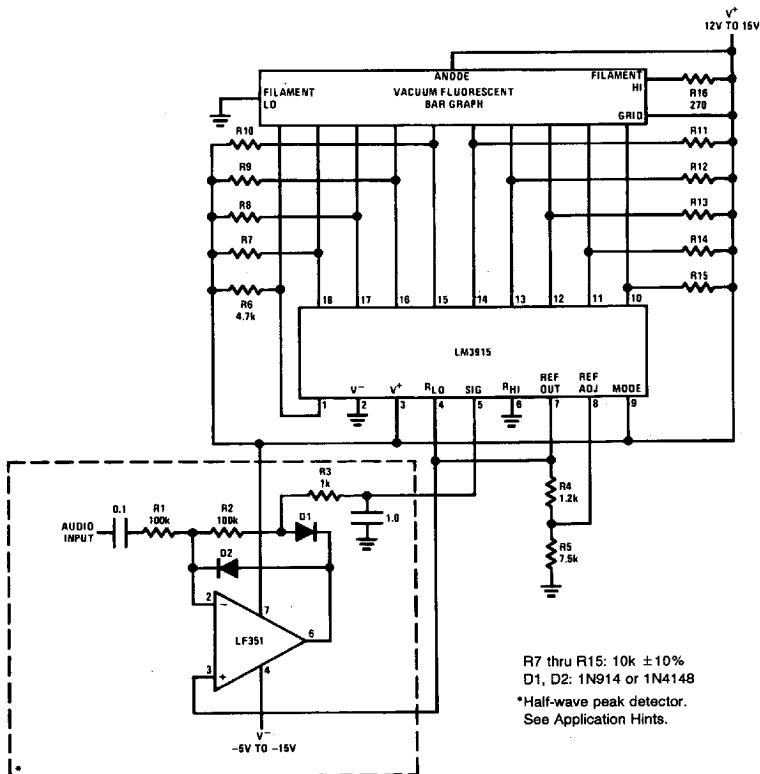 V+
12V TO 15V
ANODE
FILAMENT LO
VACUUM FLUORESCENT
BAR GRAPH
FILAMENT HI
GRID
R16
270
R10
R11
R9
R12
R8
R13
R7
R14
R6
4.7k
R15
18 17 16 15 14 13 12 11 10
LM3915
V− V+ RLO SIG RHI REF OUT REF ADJ MODE
1 2 3 4 5 6 7 8 9
R3
1k
R4
1.2k
AUDIO
INPUT
0.1
R1
100k
R2
100k
D1
1.0
D2
R5
7.5k
2
−
7
LF351
6
3
+
4
V−
−5V TO −15V
R7 thru R15: 10k ±10%
D1, D2: 1N914 or 1N4148
*Half-wave peak detector.
See Application Hints.
*